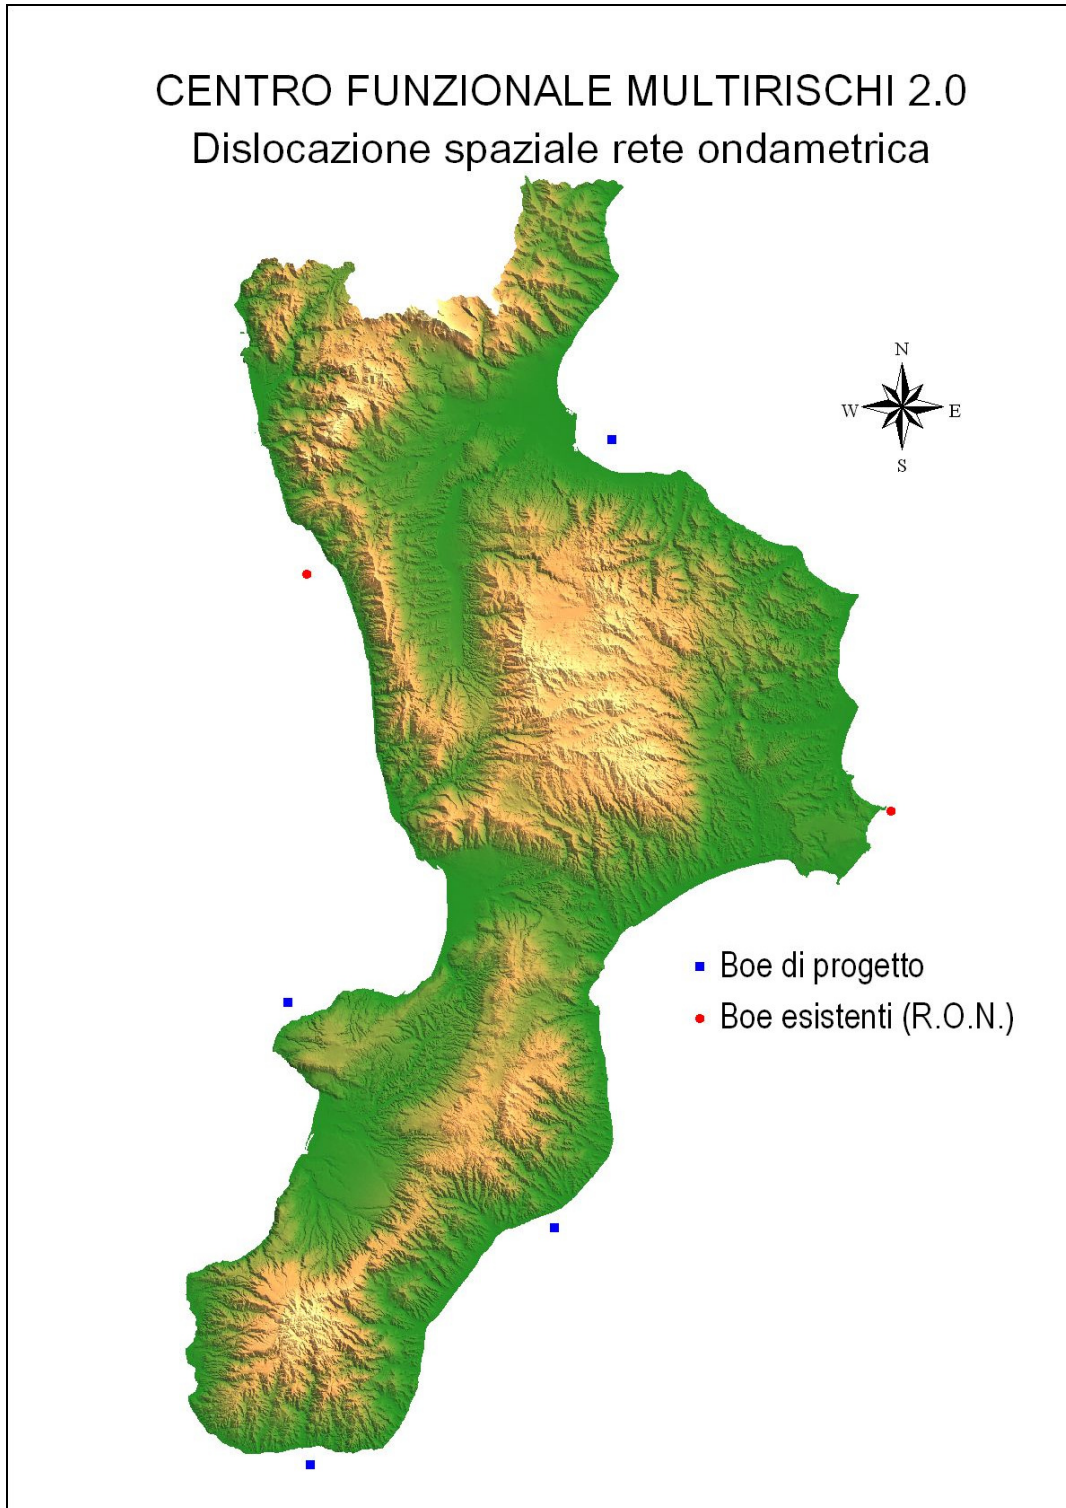 CENTRO FUNZIONALE MULTIRISCHI 2.0
Dislocazione spaziale rete ondametrica
N
W E
S
Boe di progetto
Boe esistenti (R.O.N.)